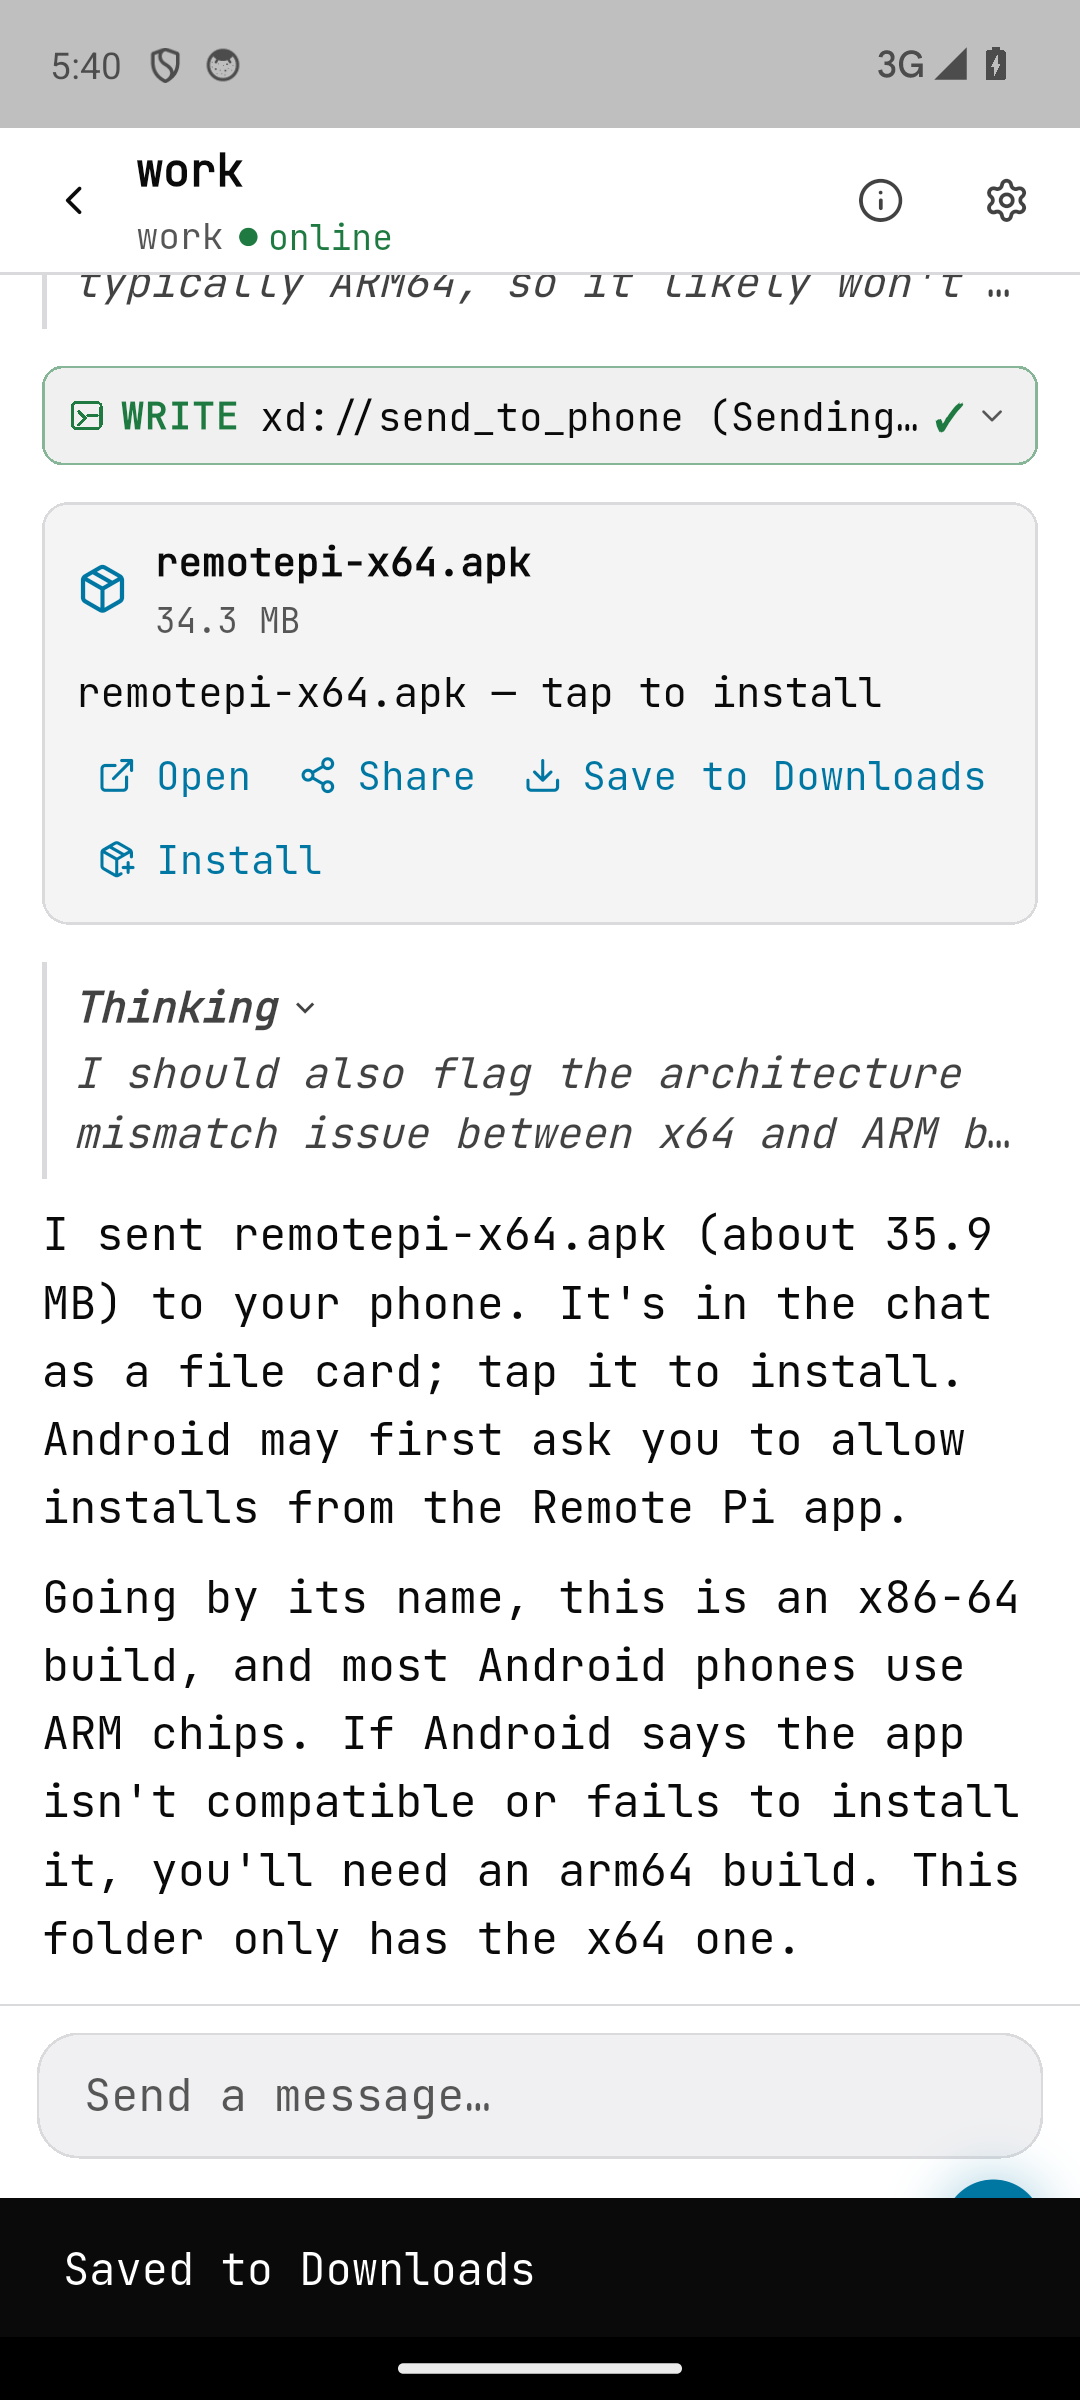 5:40
3G
work
work ● online
typically ARM64, so it likely won't …
WRITE xd://send_to_phone (Sending… ✓
remotepi-x64.apk
34.3 MB
remotepi-x64.apk — tap to install
Open Share Save to Downloads
Install
Thinking
I should also flag the architecture
mismatch issue between x64 and ARM b…
I sent remotepi-x64.apk (about 35.9
MB) to your phone. It's in the chat
as a file card; tap it to install.
Android may first ask you to allow
installs from the Remote Pi app.
Going by its name, this is an x86-64
build, and most Android phones use
ARM chips. If Android says the app
isn't compatible or fails to install
it, you'll need an arm64 build. This
folder only has the x64 one.
Send a message…
Saved to Downloads